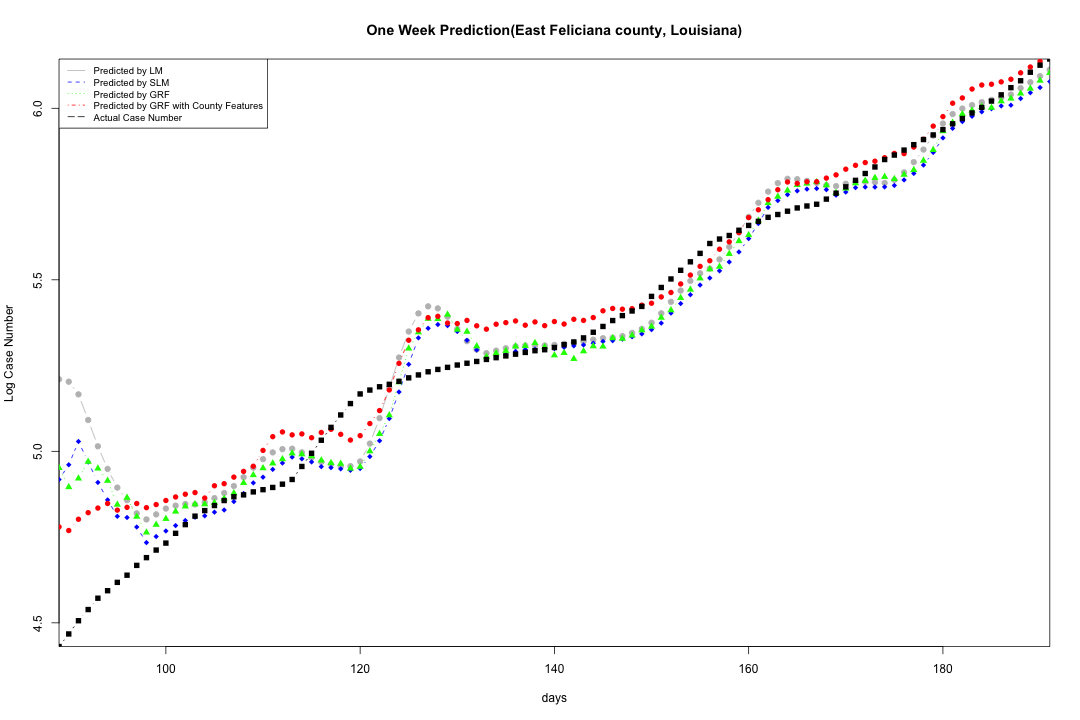 One Week Prediction(East Feliciana county, Louisiana)
Predicted by LM
Predicted by SLM
Predicted by GRF
Predicted by GRF with County Features
Actual Case Number
6.0
5.5
5.0
4.5
Log Case Number
100 120 140 160 180
days